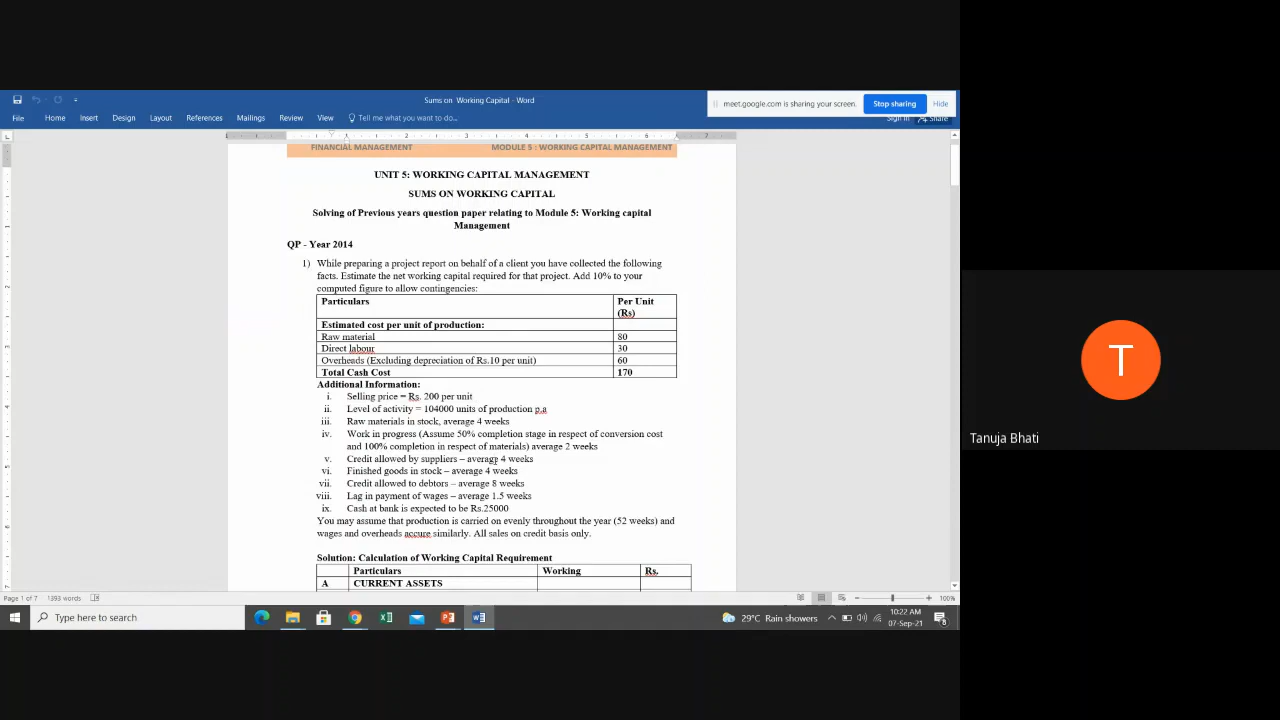 Sums on Working Capital - Word
meet.google.com is sharing your screen.
Stop sharing
Hide
File
Home
Insert
Design
Layout
References
Mailings
Review
View
Tell me what you want to do...
Sign in
Share
FINANCIAL MANAGEMENT MODULE 5 : WORKING CAPITAL MANAGEMENT
UNIT 5: WORKING CAPITAL MANAGEMENT
SUMS ON WORKING CAPITAL
Solving of Previous years question paper relating to Module 5: Working capital
Management
QP - Year 2014
1) While preparing a project report on behalf of a client you have collected the following
facts. Estimate the net working capital required for that project. Add 10% to your
computed figure to allow contingencies:
Particulars Per Unit
(Rs)
Estimated cost per unit of production:
Raw material 80
Direct labour 30
Overheads (Excluding depreciation of Rs.10 per unit) 60
Total Cash Cost 170
Additional Information:
i. Selling price = Rs. 200 per unit
ii. Level of activity = 104000 units of production p.a
iii. Raw materials in stock, average 4 weeks
iv. Work in progress (Assume 50% completion stage in respect of conversion cost
and 100% completion in respect of materials) average 2 weeks
v. Credit allowed by suppliers – average 4 weeks
vi. Finished goods in stock – average 4 weeks
vii. Credit allowed to debtors – average 8 weeks
viii. Lag in payment of wages – average 1.5 weeks
ix. Cash at bank is expected to be Rs.25000
You may assume that production is carried on evenly throughout the year (52 weeks) and
wages and overheads accure similarly. All sales on credit basis only.
Solution: Calculation of Working Capital Requirement
Particulars Working Rs.
A CURRENT ASSETS
Page 1 of 7 1393 words
100%
Type here to search
29°C Rain showers
10:22 AM
07-Sep-21
T
Tanuja Bhati